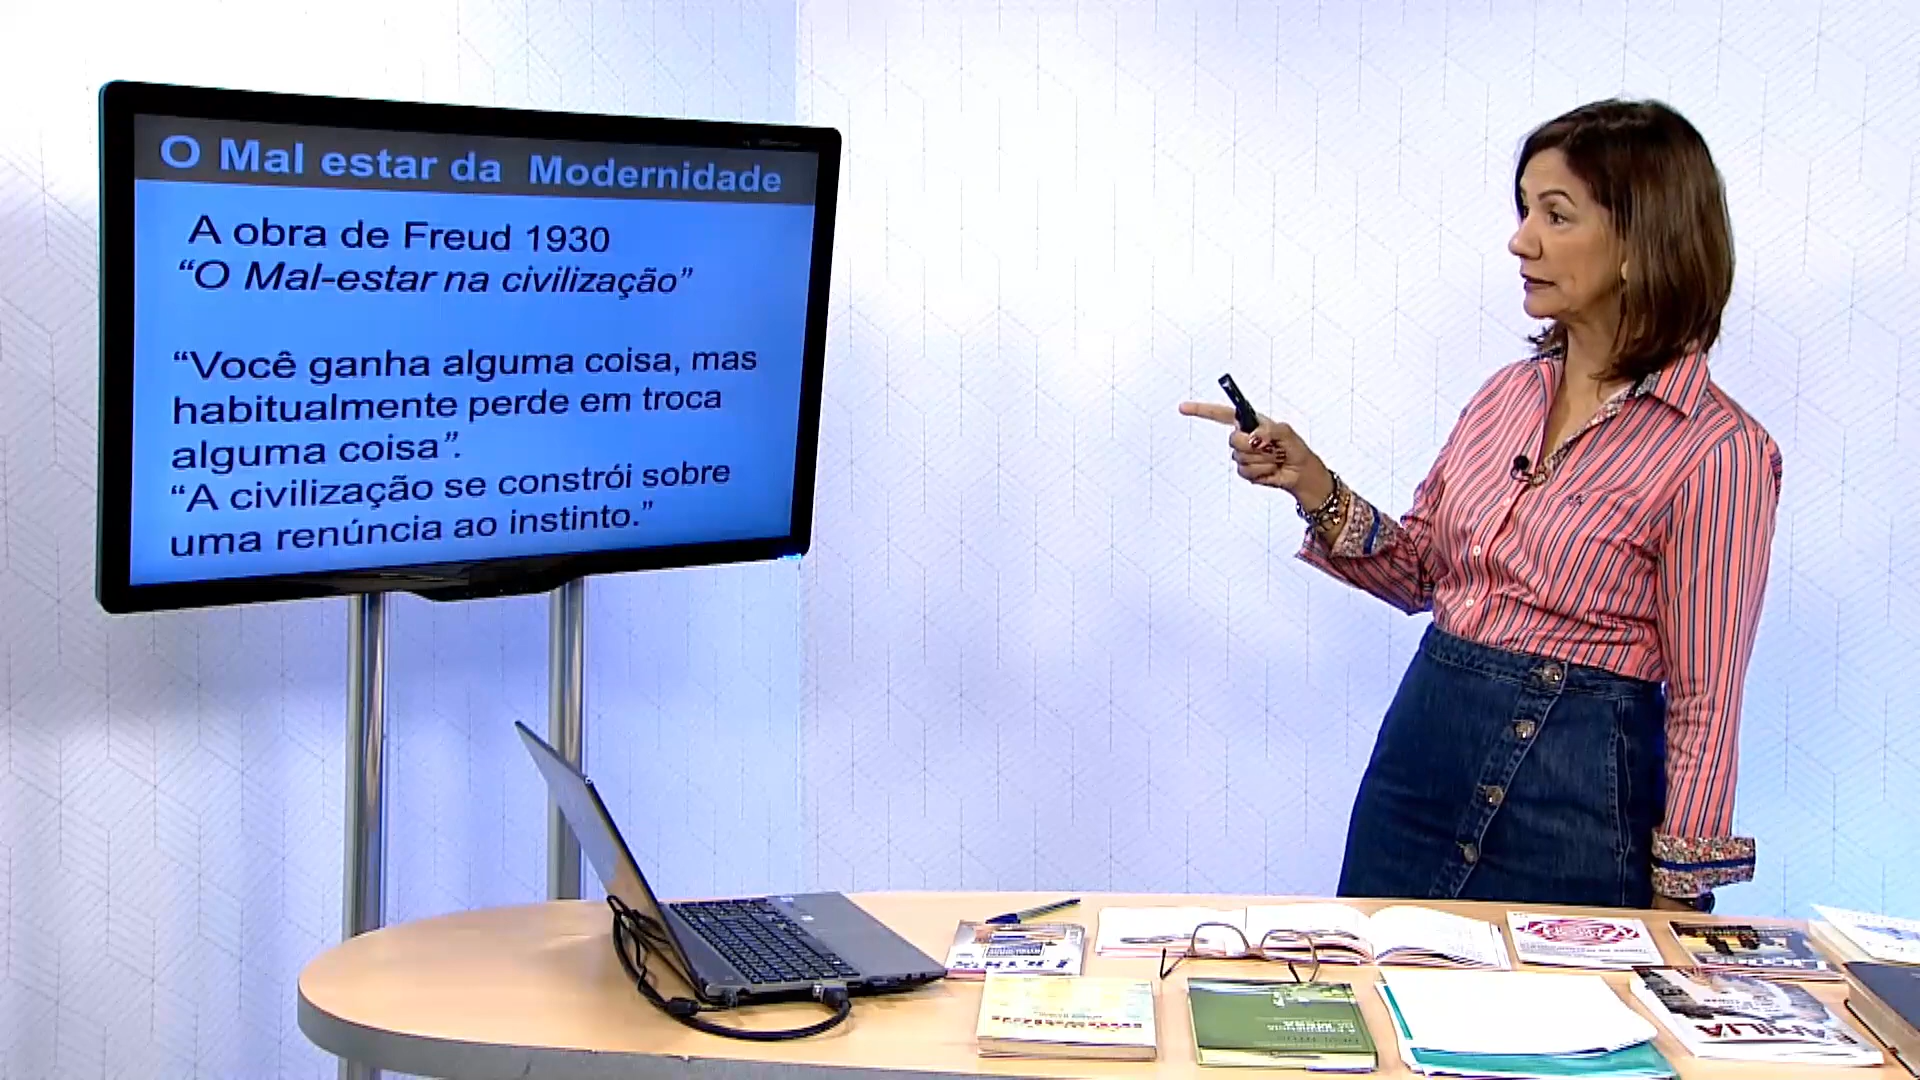 O Mal estar da Modernidade
A obra de Freud 1930
“O Mal-estar na civilização”
“Você ganha alguma coisa, mas
habitualmente perde em troca
alguma coisa”.
“A civilização se constrói sobre
uma renúncia ao instinto.”